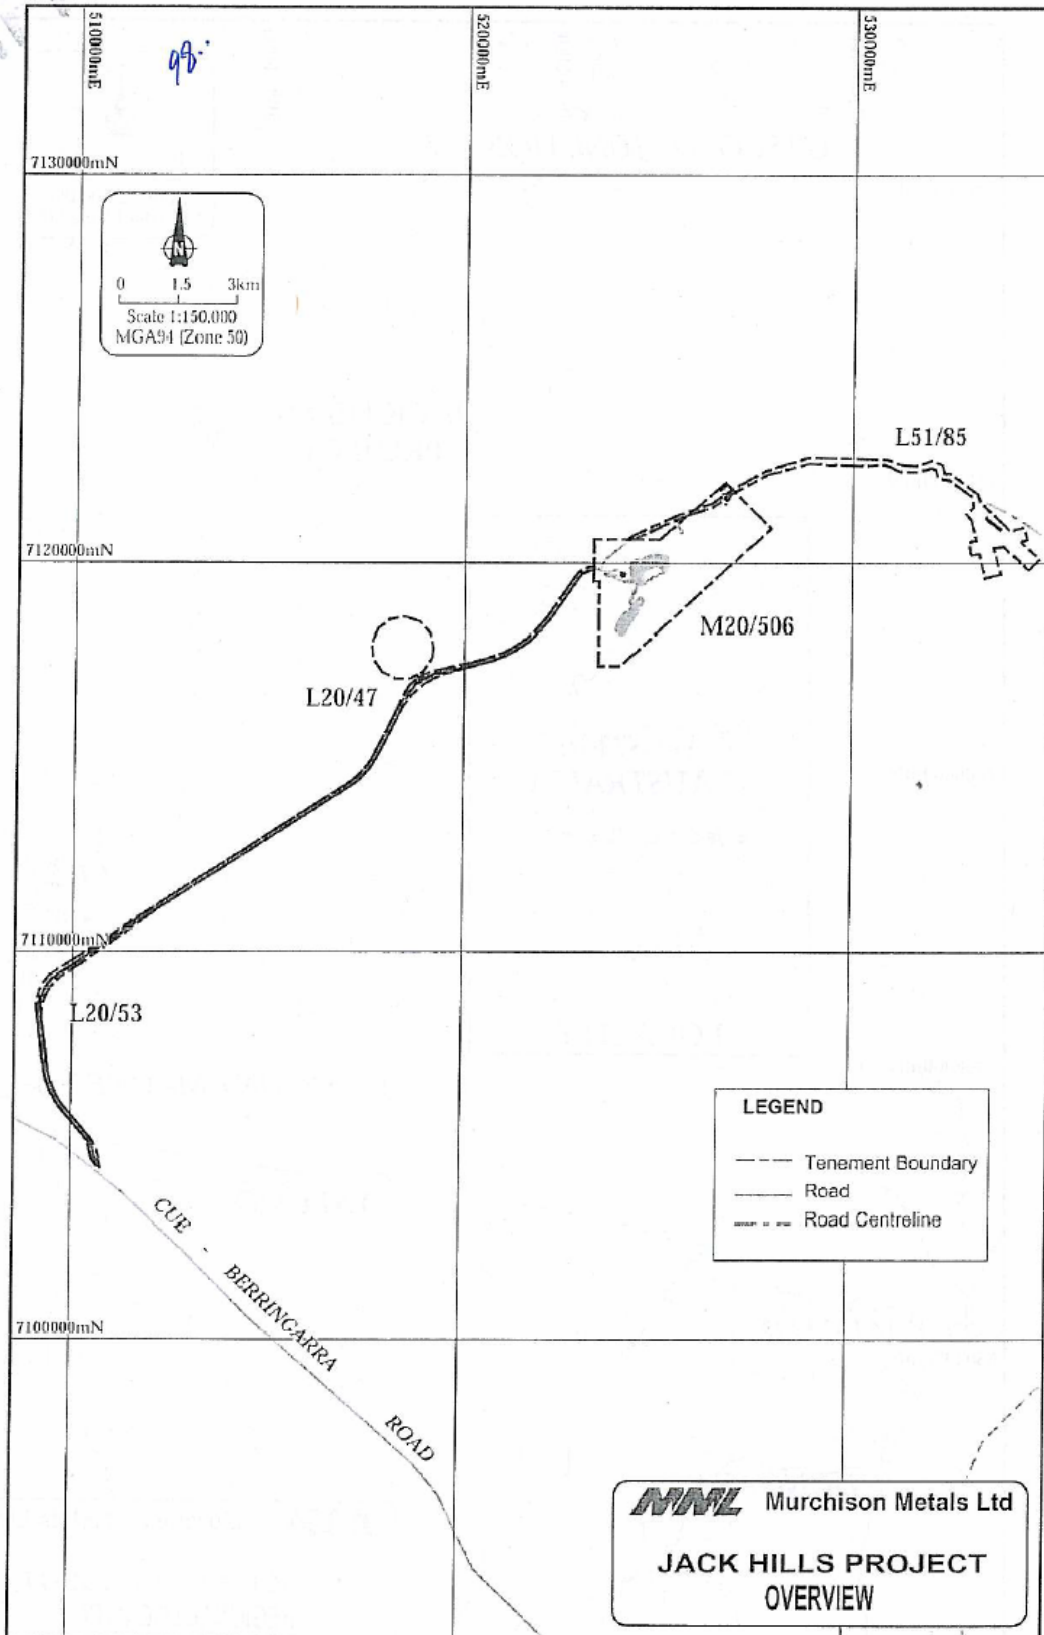 510000mE
520000mE
530000mE
98.
7130000mN
N
0 1.5 3km
Scale 1:150,000
MGA94 (Zone 50)
L51/85
7120000mN
M20/506
L20/47
7110000mN
L20/53
LEGEND
Tenement Boundary
Road
Road Centreline
CUE - BERRINGARRA ROAD
7100000mN
MML Murchison Metals Ltd
JACK HILLS PROJECT
OVERVIEW